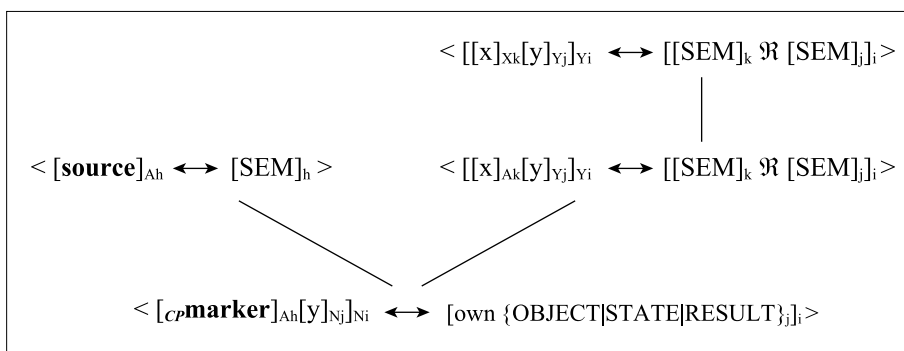 < [[x]Xk[y]Yj]Yi ↔ [[SEM]k ℜ [SEM]j]i >
< [source]Ah ↔ [SEM]h > < [[x]Ak[y]Yj]Yi ↔ [[SEM]k ℜ [SEM]j]i >
< [CPmarker]Ah[y]Nj]Ni ↔ [own {OBJECT|STATE|RESULT}j]i >